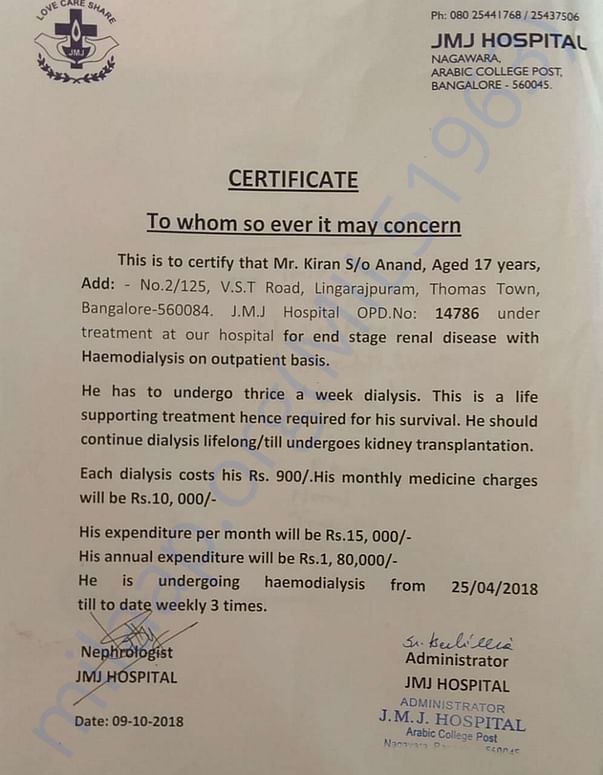 LOVE CARE SHARE
JMJ
Ph: 080 25441768 / 25437506
JMJ HOSPITAL
NAGAWARA,
ARABIC COLLEGE POST,
BANGALORE - 560045.
CERTIFICATE
To whom so ever it may concern
This is to certify that Mr. Kiran S/o Anand, Aged 17 years,
Add: - No.2/125, V.S.T Road, Lingarajpuram, Thomas Town,
Bangalore-560084. J.M.J Hospital OPD.No: 14786 under
treatment at our hospital for end stage renal disease with
Haemodialysis on outpatient basis.
He has to undergo thrice a week dialysis. This is a life
supporting treatment hence required for his survival. He should
continue dialysis lifelong/till undergoes kidney transplantation.
Each dialysis costs his Rs. 900/.His monthly medicine charges
will be Rs.10, 000/-
His expenditure per month will be Rs.15, 000/-
His annual expenditure will be Rs.1, 80,000/-
He is undergoing haemodialysis from 25/04/2018
till to date weekly 3 times.
Nephrologist
JMJ HOSPITAL
Date: 09-10-2018
Sr.
Administrator
JMJ HOSPITAL
ADMINISTRATOR
J.M.J. HOSPITAL
Arabic College Post
milaap.org